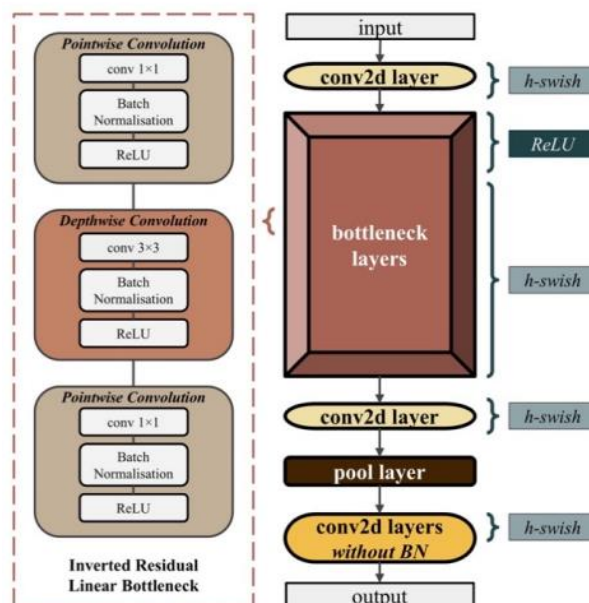 Pointwise Convolution
conv 1×1
Batch
Normalisation
ReLU
Depthwise Convolution
conv 3×3
Batch
Normalisation
ReLU
Pointwise Convolution
conv 1×1
Batch
Normalisation
ReLU
Inverted Residual
Linear Bottleneck
input
conv2d layer
h-swish
ReLU
bottleneck
layers
h-swish
conv2d layer
h-swish
pool layer
conv2d layers
without BN
h-swish
output